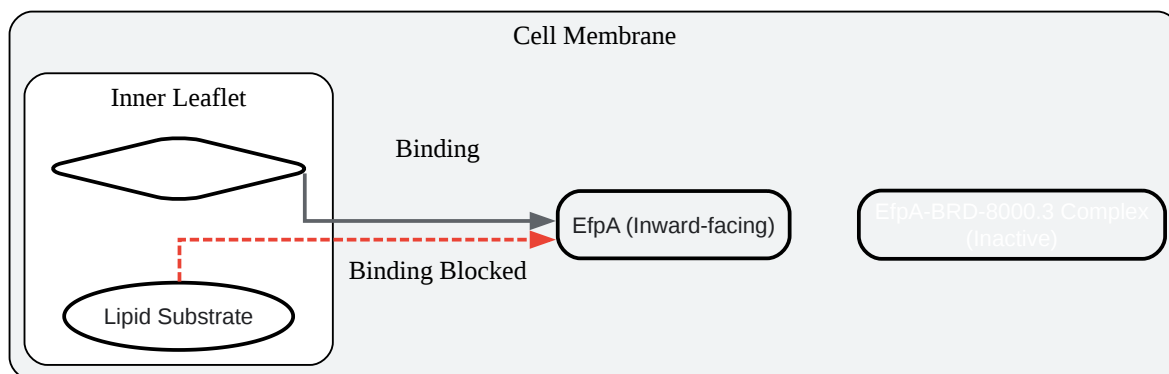 Cell Membrane
Inner Leaflet
Binding
EfpA (Inward-facing)
EfpA-BRD-8000.3 Complex
(Inactive)
Binding Blocked
Lipid Substrate